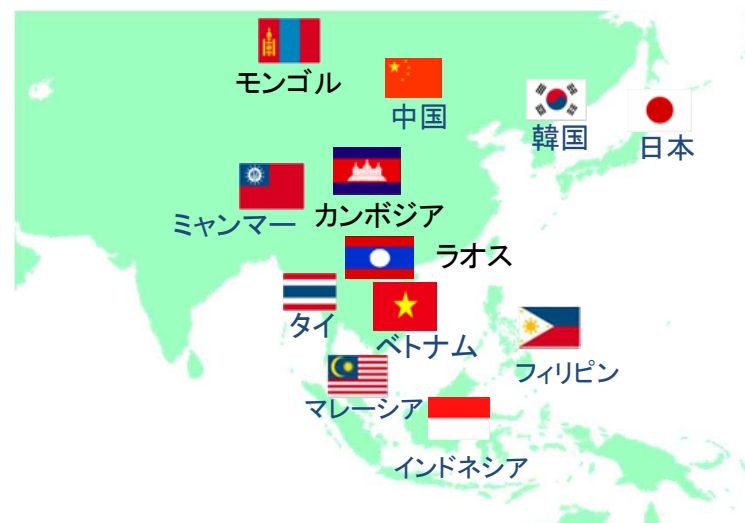 モンゴル
中国
韓国
日本
ミャンマー
カンボジア
ラオス
タイ
ベトナム
フィリピン
マレーシア
インドネシア